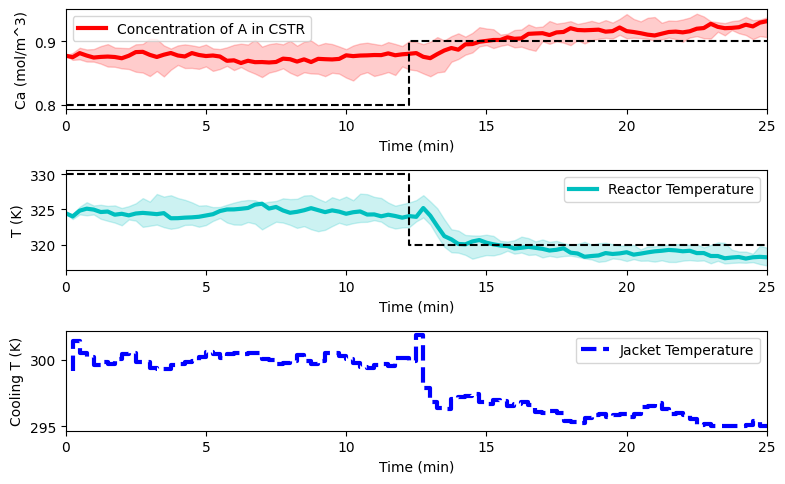 Ca (mol/m^3)
0.9
0.8
Concentration of A in CSTR
0 5 10 15 20 25
Time (min)
T (K)
330
325
320
Reactor Temperature
0 5 10 15 20 25
Time (min)
Cooling T (K)
300
295
Jacket Temperature
0 5 10 15 20 25
Time (min)